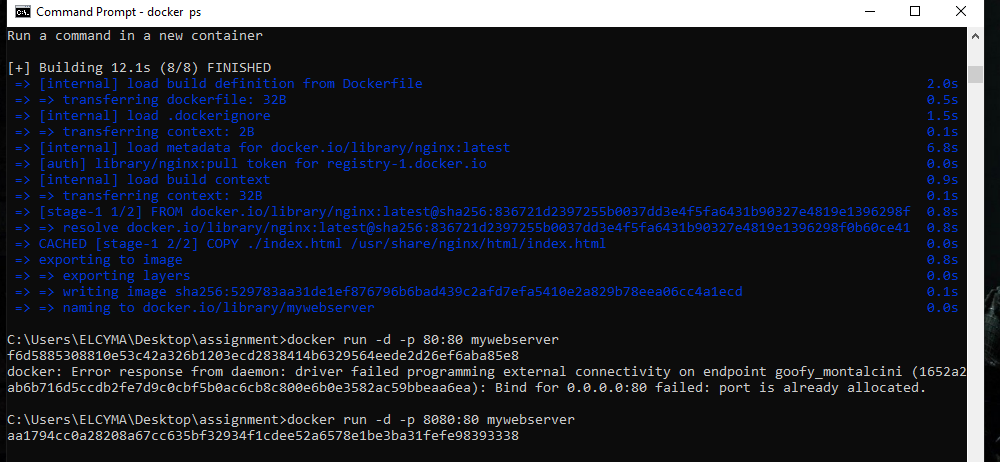 Command Prompt - docker ps
Run a command in a new container
[+] Building 12.1s (8/8) FINISHED
=> [internal] load build definition from Dockerfile 2.0s
=> => transferring dockerfile: 32B 0.5s
=> [internal] load .dockerignore 1.5s
=> => transferring context: 2B 0.1s
=> [internal] load metadata for docker.io/library/nginx:latest 6.8s
=> [auth] library/nginx:pull token for registry-1.docker.io 0.0s
=> [internal] load build context 0.9s
=> => transferring context: 32B 0.1s
=> [stage-1 1/2] FROM docker.io/library/nginx:latest@sha256:836721d2397255b0037dd3e4f5fa6431b90327e4819e1396298f 0.8s
=> => resolve docker.io/library/nginx:latest@sha256:836721d2397255b0037dd3e4f5fa6431b90327e4819e1396298f0b60ce41 0.8s
=> CACHED [stage-1 2/2] COPY ./index.html /usr/share/nginx/html/index.html 0.0s
=> exporting to image 0.8s
=> => exporting layers 0.0s
=> => writing image sha256:529783aa31de1ef876796b6bad439c2afd7efa5410e2a829b78eea06cc4a1ecd 0.1s
=> => naming to docker.io/library/mywebserver 0.0s
C:\Users\ELCYMA\Desktop\assignment>docker run -d -p 80:80 mywebserver
f6d5885308810e53c42a326b1203ecd2838414b6329564eede2d26ef6aba85e8
docker: Error response from daemon: driver failed programming external connectivity on endpoint goofy_montalcini (1652a2
ab6b716d5ccdb2fe7d9c0cbf5b0ac6cb8c800e6b0e3582ac59bbeaa6ea): Bind for 0.0.0.0:80 failed: port is already allocated.
C:\Users\ELCYMA\Desktop\assignment>docker run -d -p 8080:80 mywebserver
aa1794cc0a28208a67cc635bf32934f1cdee52a6578e1be3ba31fefe98393338